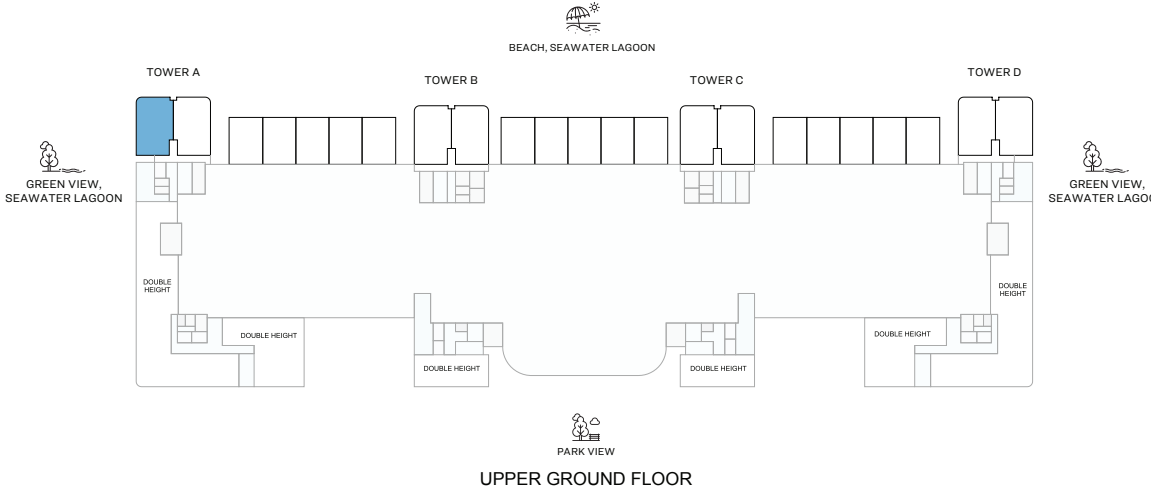 BEACH, SEAWATER LAGOON
TOWER A
TOWER B
TOWER C
TOWER D
GREEN VIEW,
SEAWATER LAGOON
GREEN VIEW,
SEAWATER LAGOO
DOUBLE
HEIGHT
DOUBLE
HEIGHT
DOUBLE HEIGHT
DOUBLE HEIGHT
DOUBLE HEIGHT
DOUBLE HEIGHT
PARK VIEW
UPPER GROUND FLOOR